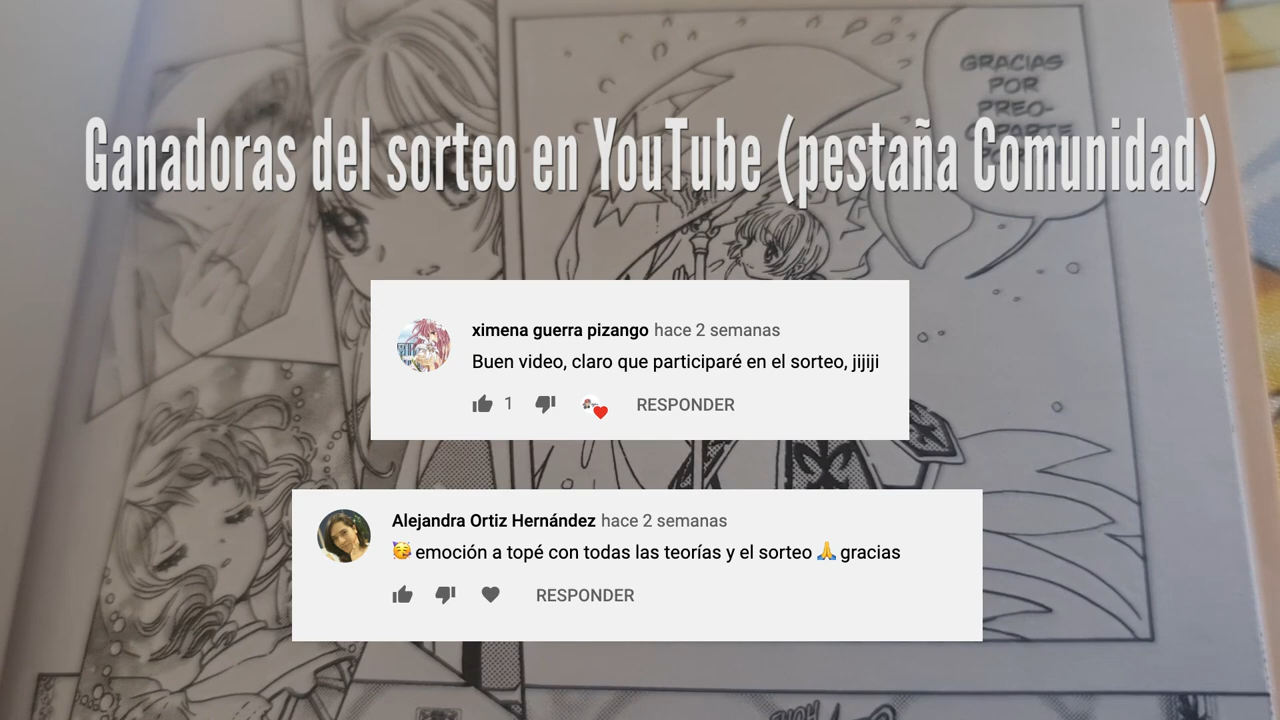 GRACIAS
POR
PREO-
Ganadoras del sorteo en YouTube (pestaña Comunidad)
ximena guerra pizango hace 2 semanas
Buen video, claro que participaré en el sorteo, jijiji
1
RESPONDER
Alejandra Ortiz Hernández hace 2 semanas
🥳 emoción a topé con todas las teorías y el sorteo 🙏 gracias
RESPONDER